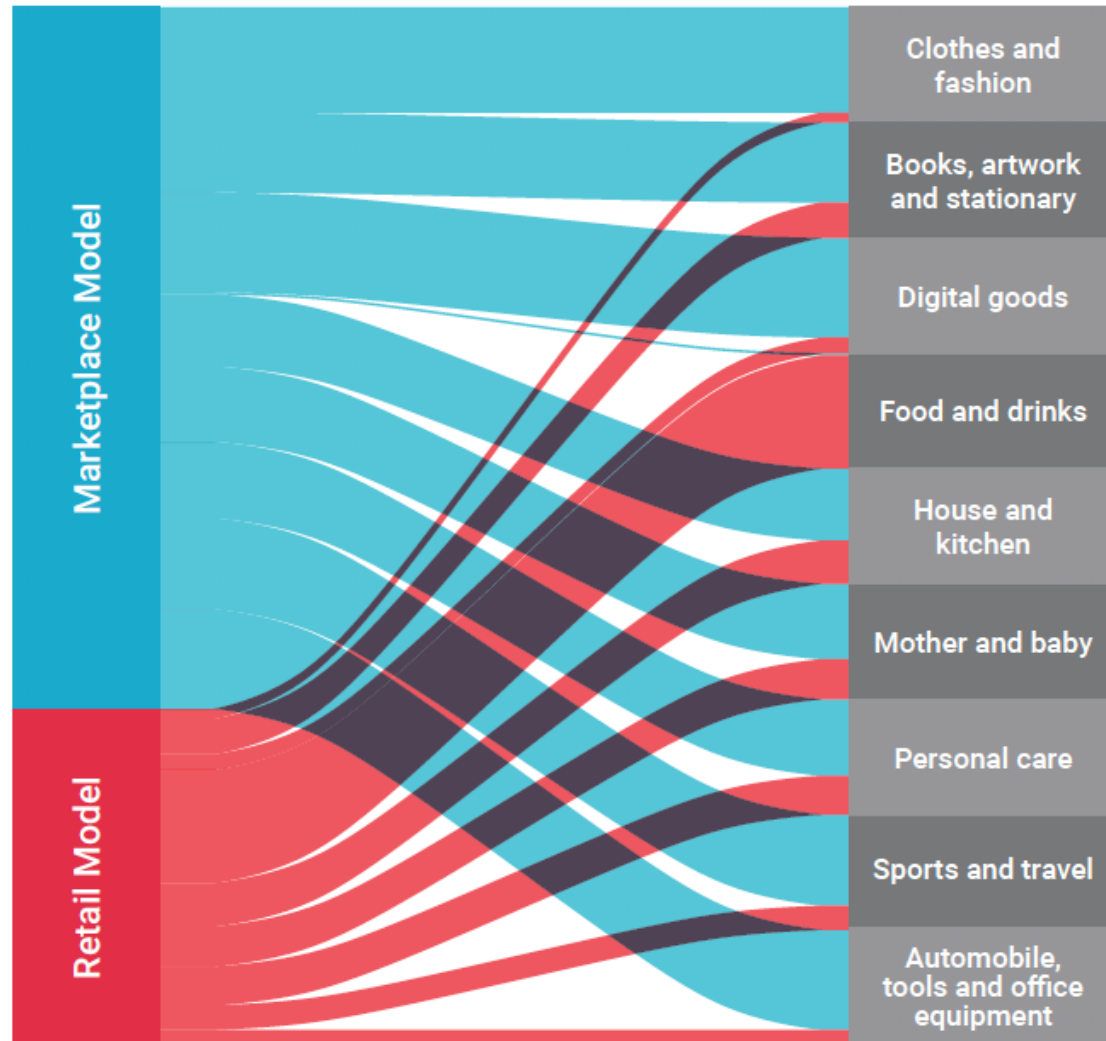 Marketplace Model
Retail Model
Clothes and
fashion
Books, artwork
and stationary
Digital goods
Food and drinks
House and
kitchen
Mother and baby
Personal care
Sports and travel
Automobile,
tools and office
equipment